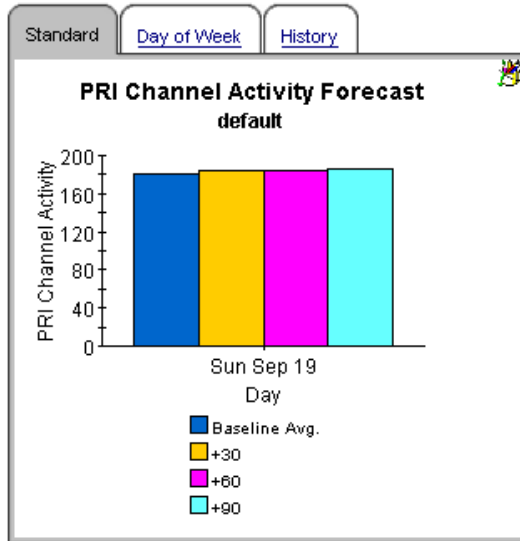 Standard
Day of Week
History
PRI Channel Activity Forecast
default
PRI Channel Activity
200
160
120
80
40
0
Sun Sep 19
Day
Baseline Avg.
+30
+60
+90